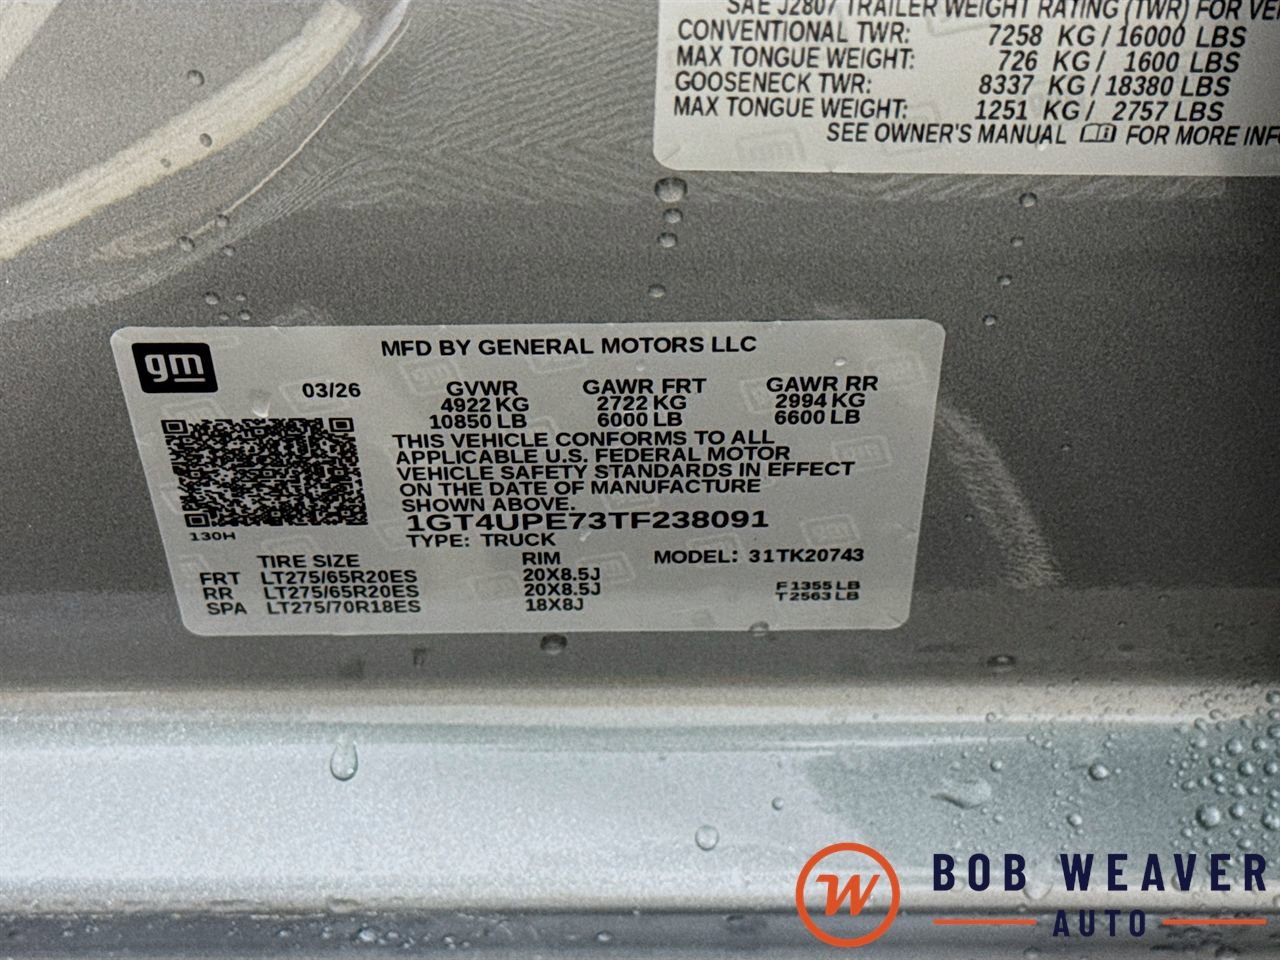 SAE J2807 TRAILER WEIGHT RATING (TWR) FOR
CONVENTIONAL TWR: 7258 KG / 16000 LBS
MAX TONGUE WEIGHT: 726 KG / 1600 LBS
GOOSENECK TWR: 8337 KG / 18380 LBS
MAX TONGUE WEIGHT: 1251 KG / 2757 LBS
SEE OWNER'S MANUAL FOR MORE
gm
MFD BY GENERAL MOTORS LLC
03/26 GVWR GAWR FRT GAWR RR
4922 KG 2722 KG 2994 KG
10850 LB 6000 LB 6600 LB
THIS VEHICLE CONFORMS TO ALL
APPLICABLE U.S. FEDERAL MOTOR
VEHICLE SAFETY STANDARDS IN EFFECT
ON THE DATE OF MANUFACTURE
SHOWN ABOVE.
1GT4UPE73TF238091
130H
TYPE: TRUCK
TIRE SIZE RIM MODEL: 31TK20743
FRT LT275/65R20ES 20X8.5J
RR LT275/65R20ES 20X8.5J F 1355 LB
SPA LT275/70R18ES 18X8J T 2563 LB
W BOB WEAVER
AUTO